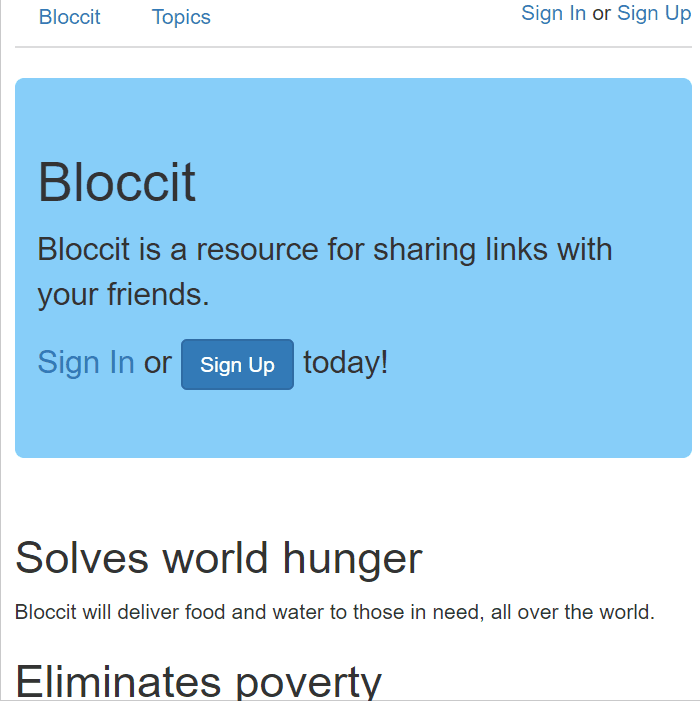 Bloccit Topics Sign In or Sign Up
Bloccit
Bloccit is a resource for sharing links with
your friends.
Sign In or Sign Up today!
Solves world hunger
Bloccit will deliver food and water to those in need, all over the world.
Eliminates poverty